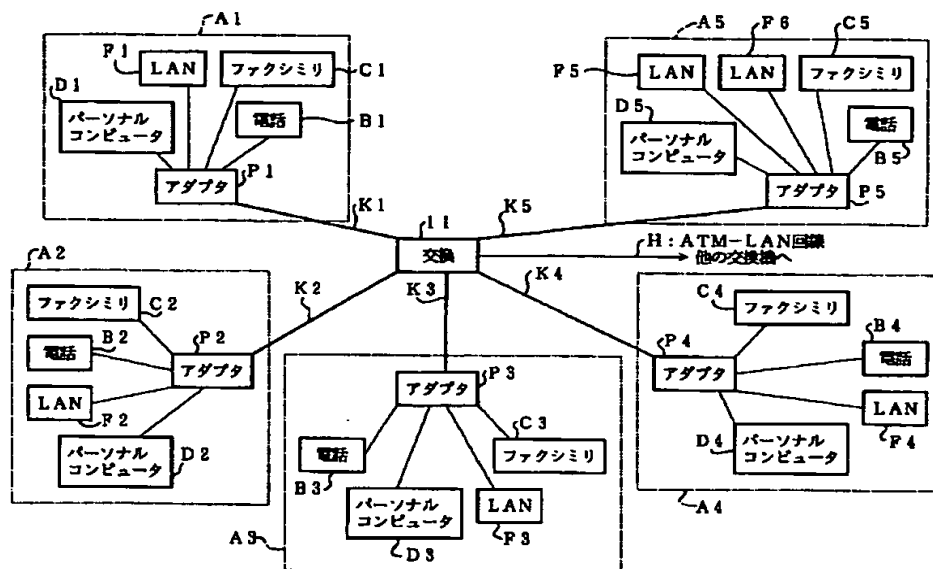 A1
F1
LAN
ファクシミリ
C1
D1
パーソナル
コンピュータ
電話
B1
アダプタ
P1
K1
A5
F6
C5
F5
LAN
LAN
ファクシミリ
D5
パーソナル
コンピュータ
電話
B5
アダプタ
P5
K5
11
交換
H:ATM-LAN回線
他の交換機へ
A2
ファクシミリ
C2
K2
B2
電話
P2
アダプタ
LAN
F2
パーソナル
コンピュータ
D2
K3
P3
アダプタ
C3
電話
B3
ファクシミリ
パーソナル
コンピュータ
LAN
A3
D3
F3
K4
C4
ファクシミリ
P4
B4
アダプタ
電話
LAN
D4
パーソナル
コンピュータ
F4
A4